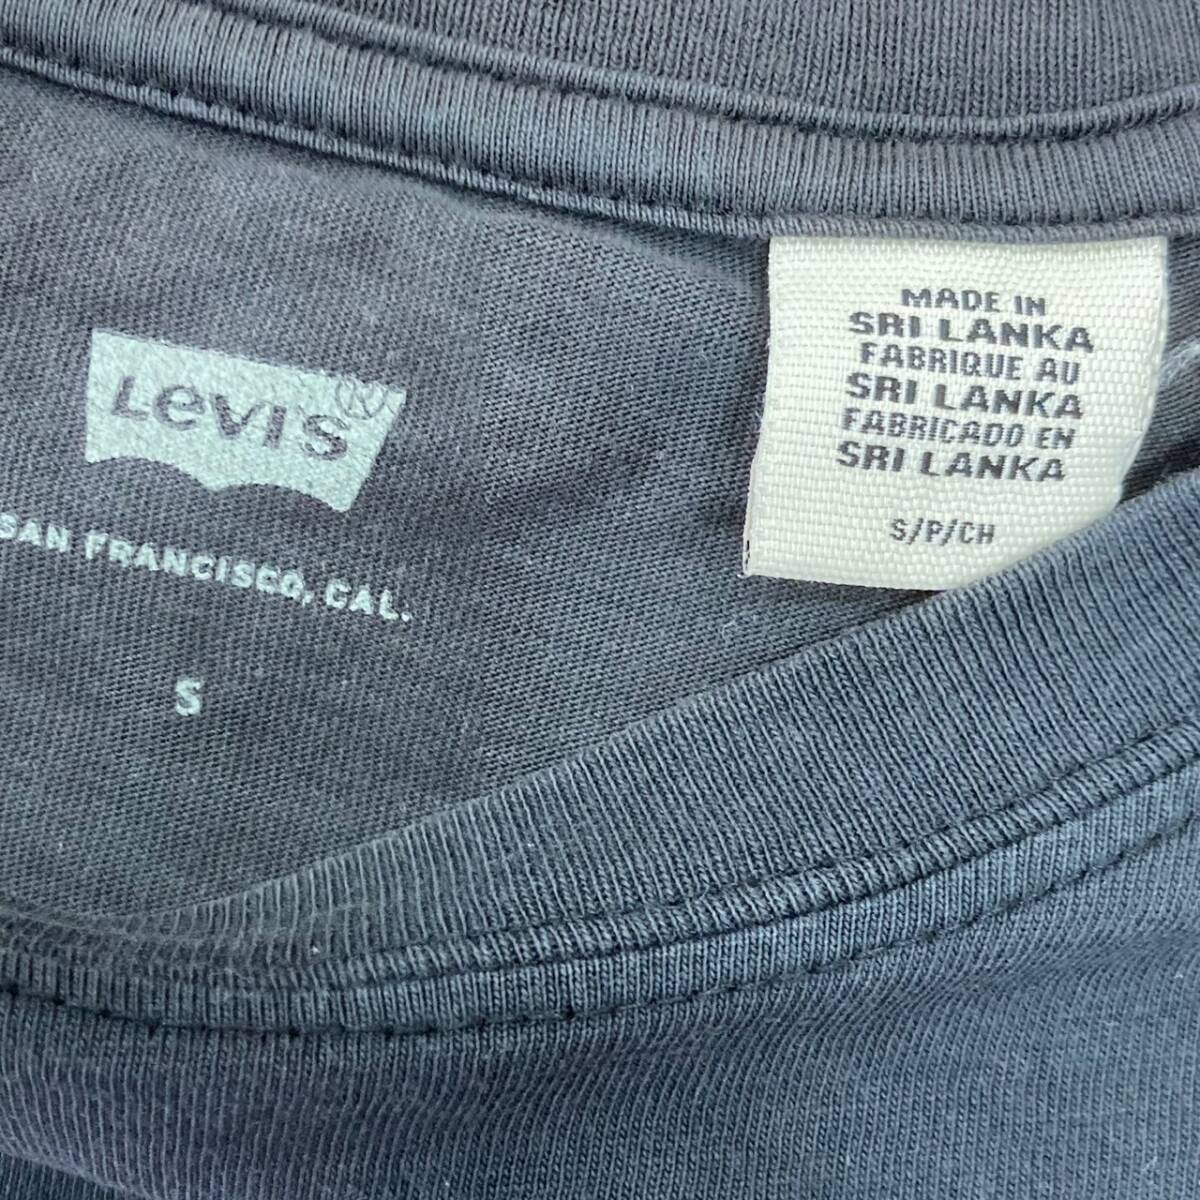 LEVI'S®
SAN FRANCISCO, CAL.
S
MADE IN
SRI LANKA
FABRIQUE AU
SRI LANKA
FABRICADO EN
SRI LANKA
S/P/CH